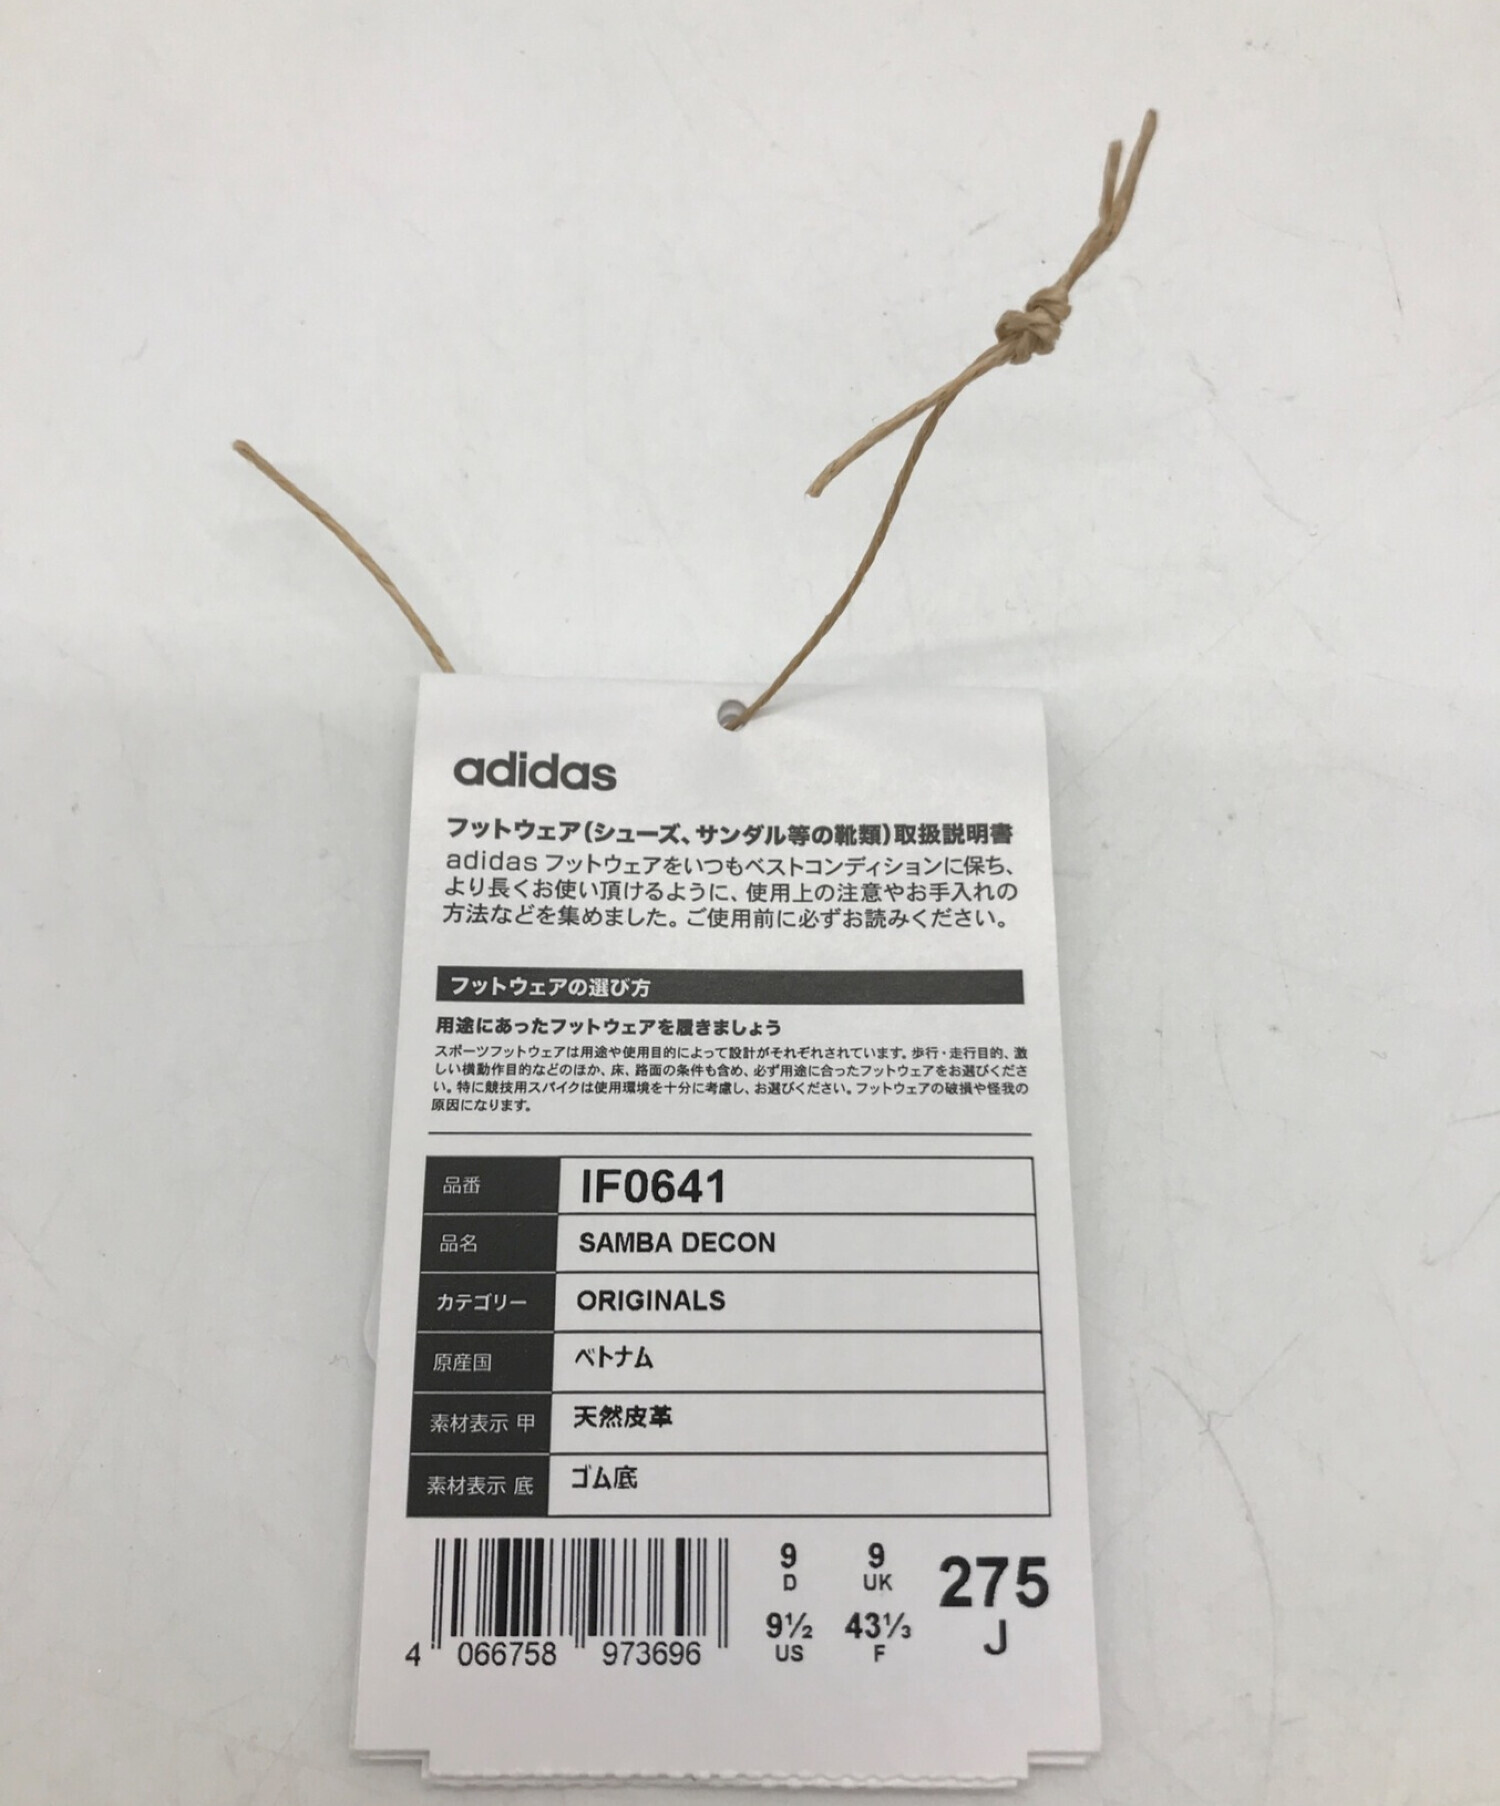 adidas
フットウェア(シューズ、サンダル等の靴類)取扱説明書
adidas フットウェアをいつもベストコンディションに保ち、
より長くお使い頂けるように、使用上の注意やお手入れの
方法などを集めました。ご使用前に必ずお読みください。
フットウェアの選び方
用途にあったフットウェアを履きましょう
スポーツフットウェアは用途や使用目的によって設計がそれぞれされています。歩行・走行目的、激
しい横動作目的などのほか、床、路面の条件も含め、必ず用途に合ったフットウェアをお選びくださ
い。特に競技用スパイクは使用環境を十分に考慮し、お選びください。フットウェアの破損や怪我の
原因になります。
品番 IF0641
品名 SAMBA DECON
カテゴリー ORIGINALS
原産国 ベトナム
素材表示 甲 天然皮革
素材表示 底 ゴム底
9 9 275
D UK J
9½ 43⅓
US F
4 066758 973696